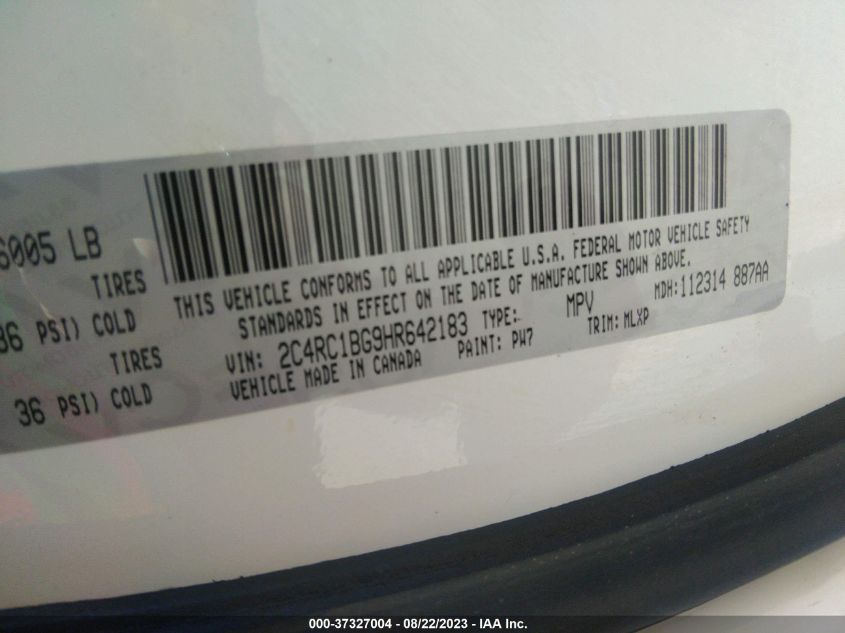 6005 LB
TIRES
36 PSI) COLD
TIRES
36 PSI) COLD
THIS VEHICLE CONFORMS TO ALL APPLICABLE U.S.A. FEDERAL MOTOR VEHICLE SAFETY
STANDARDS IN EFFECT ON THE DATE OF MANUFACTURE SHOWN ABOVE.
VIN: 2C4RC1BG9HR642183 TYPE: MPV MDH:112314 887AA
VEHICLE MADE IN CANADA PAINT: PW7 TRIM: MLXP
000-37327004 - 08/22/2023 - IAA Inc.